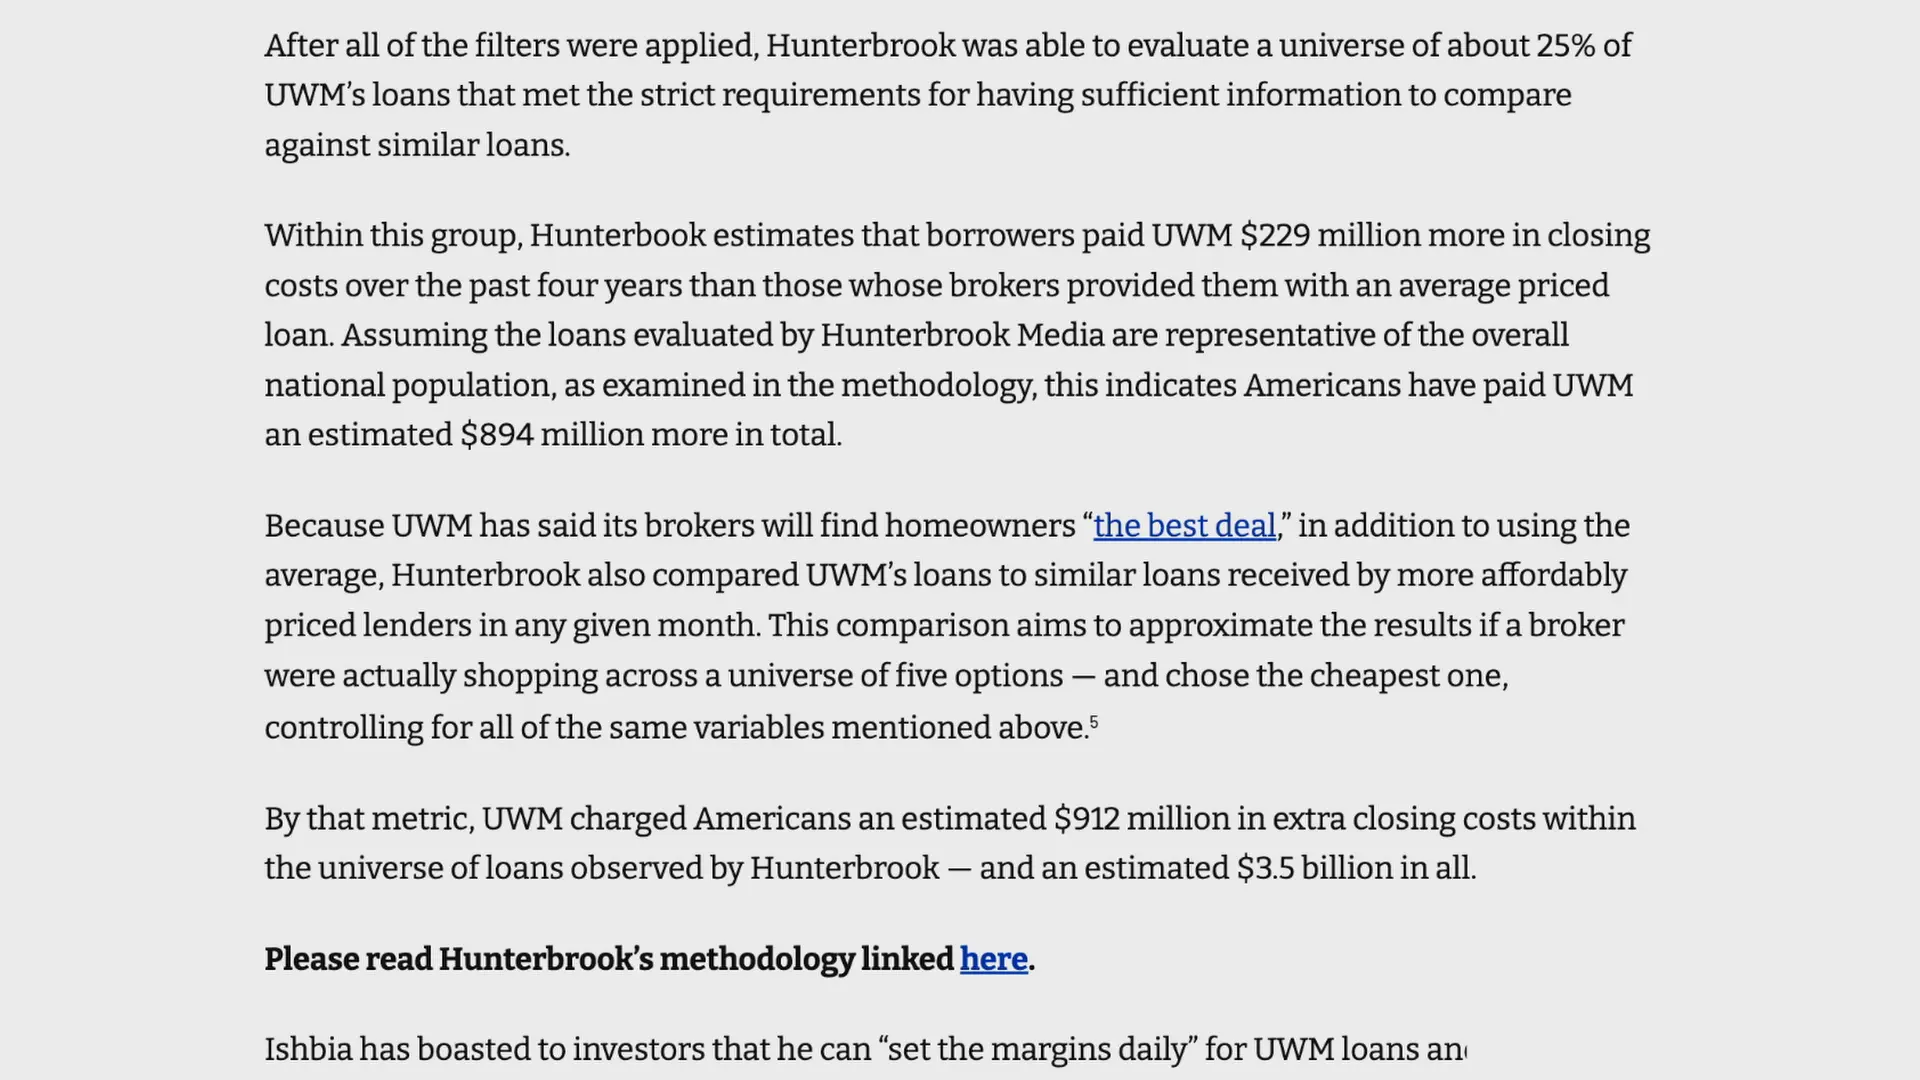 After all of the filters were applied, Hunterbrook was able to evaluate a universe of about 25% of
UWM’s loans that met the strict requirements for having sufficient information to compare
against similar loans.
Within this group, Hunterbook estimates that borrowers paid UWM $229 million more in closing
costs over the past four years than those whose brokers provided them with an average priced
loan. Assuming the loans evaluated by Hunterbrook Media are representative of the overall
national population, as examined in the methodology, this indicates Americans have paid UWM
an estimated $894 million more in total.
Because UWM has said its brokers will find homeowners “the best deal,” in addition to using the
average, Hunterbrook also compared UWM’s loans to similar loans received by more affordably
priced lenders in any given month. This comparison aims to approximate the results if a broker
were actually shopping across a universe of five options — and chose the cheapest one,
controlling for all of the same variables mentioned above.⁵
By that metric, UWM charged Americans an estimated $912 million in extra closing costs within
the universe of loans observed by Hunterbrook — and an estimated $3.5 billion in all.
Please read Hunterbrook’s methodology linked here.
Ishbia has boasted to investors that he can “set the margins daily” for UWM loans